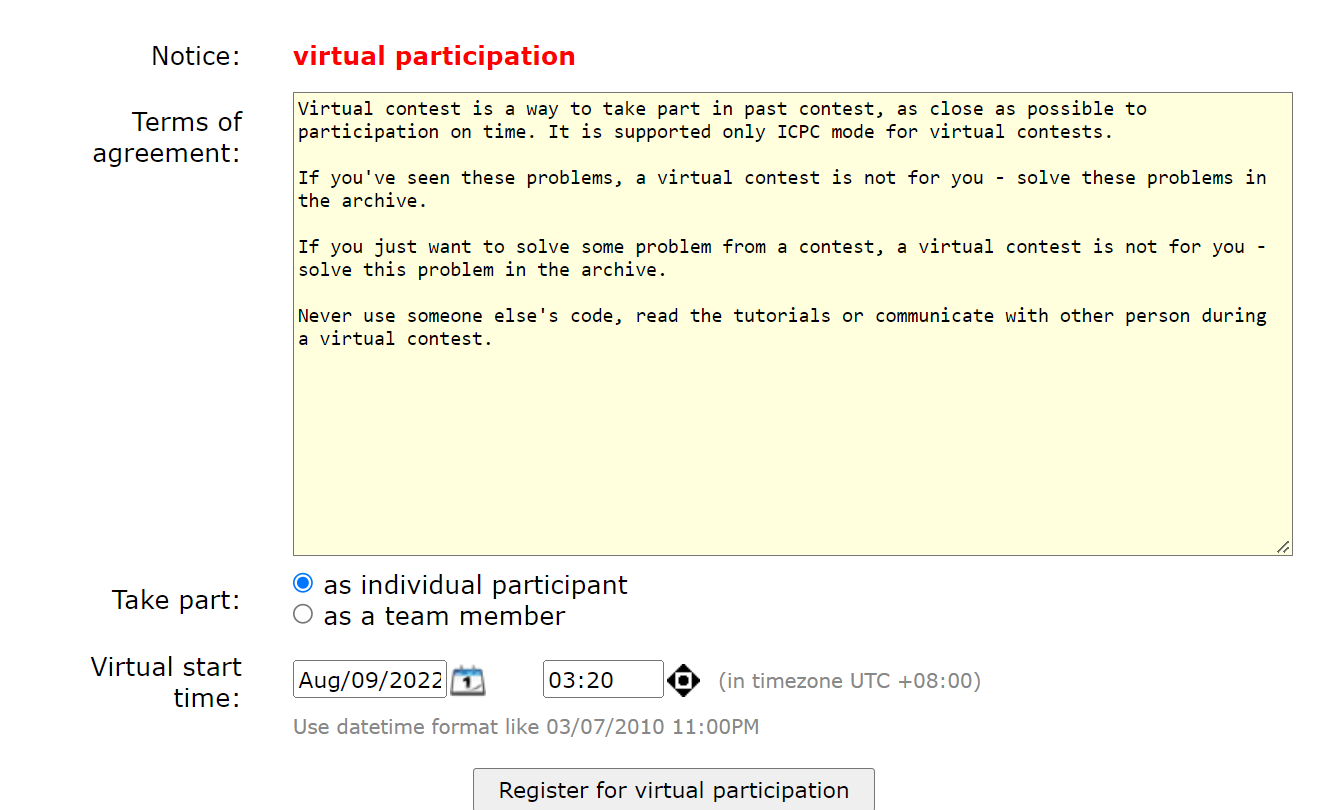 Notice:
virtual participation
Terms of
agreement:
Virtual contest is a way to take part in past contest, as close as possible to
participation on time. It is supported only ICPC mode for virtual contests.
If you've seen these problems, a virtual contest is not for you - solve these problems in
the archive.
If you just want to solve some problem from a contest, a virtual contest is not for you -
solve this problem in the archive.
Never use someone else's code, read the tutorials or communicate with other person during
a virtual contest.
Take part:
as individual participant
as a team member
Virtual start
time:
Aug/09/2022
1
03:20
(in timezone UTC +08:00)
Use datetime format like 03/07/2010 11:00PM
Register for virtual participation